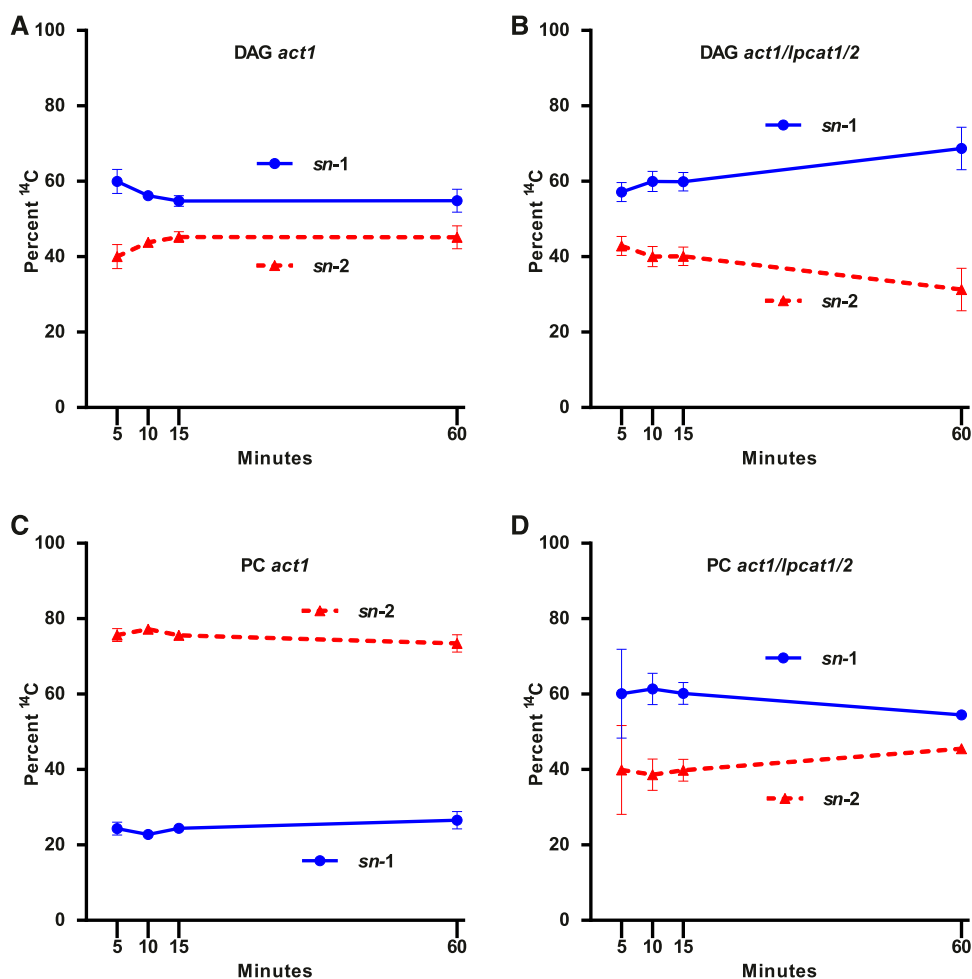 A
DAG act1
100
80
60
40
20
0
Percent ¹⁴C
sn-1
sn-2
5 10 15 60
Minutes
B
DAG act1/lpcat1/2
100
80
60
40
20
0
Percent ¹⁴C
sn-1
sn-2
5 10 15 60
Minutes
C
PC act1
100
80
60
40
20
0
Percent ¹⁴C
sn-2
sn-1
5 10 15 60
Minutes
D
PC act1/lpcat1/2
100
80
60
40
20
0
Percent ¹⁴C
sn-1
sn-2
5 10 15 60
Minutes